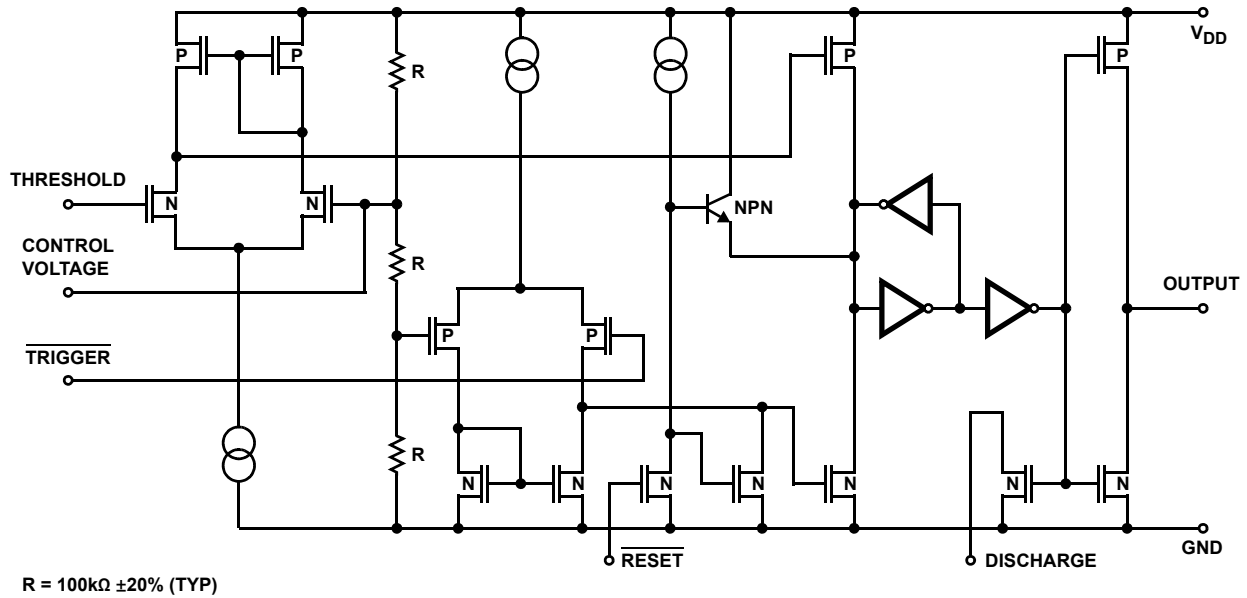 V_DD
P
P
R
P
P
THRESHOLD
N
N
NPN
CONTROL
VOLTAGE
R
OUTPUT
P
P
TRIGGER
R
N
N
N
N
N
N
N
RESET
DISCHARGE
GND
R = 100kΩ ±20% (TYP)